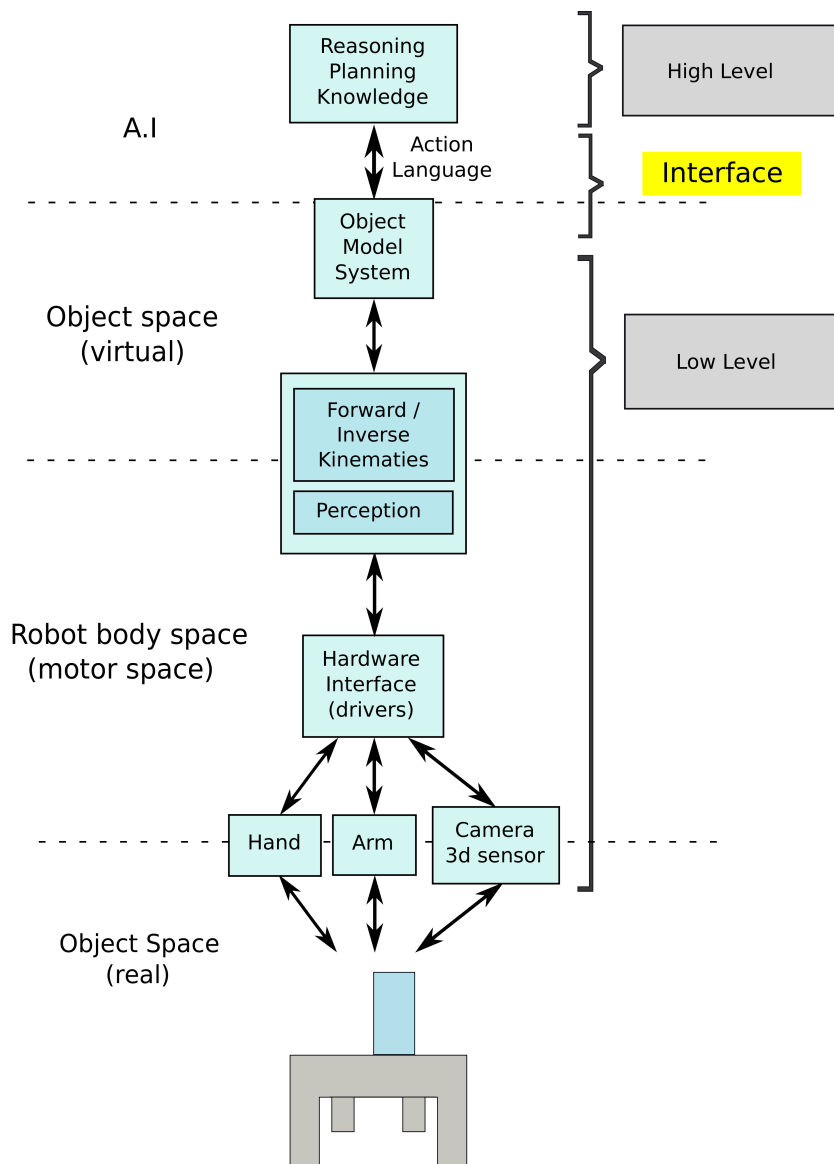 Reasoning
Planning
Knowledge
High Level
A.I
Action
Language
Interface
Object
Model
System
Object space
(virtual)
Low Level
Forward /
Inverse
Kinematies
Perception
Robot body space
(motor space)
Hardware
Interface
(drivers)
Hand
Arm
Camera
3d sensor
Object Space
(real)